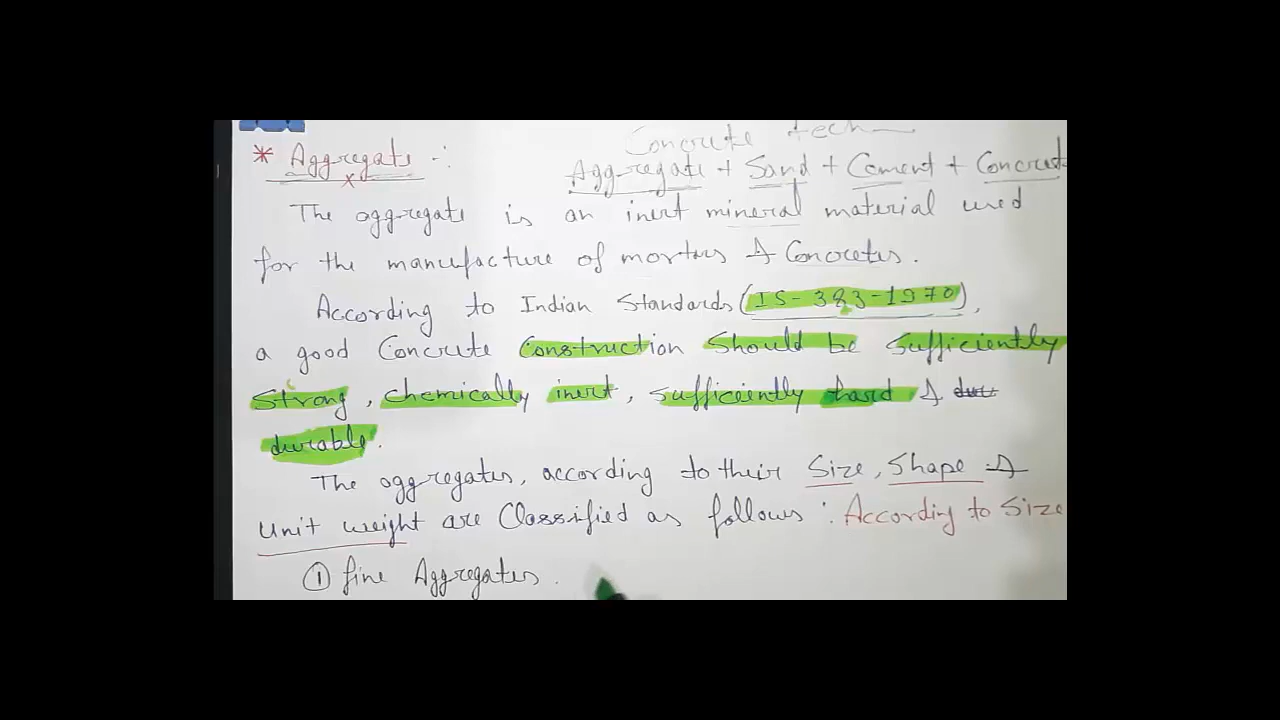 Concrete tech
* Aggregate -:
Aggregate + Sand + Cement + Concrete
The aggregate is an inert mineral material used
for the manufacture of mortars & Concretes.
According to Indian Standards (IS-383-1970),
a good Concrete Construction Should be Sufficiently
Strong, chemically inert, sufficiently hard & dur
durable.
The aggregates, according to their Size, Shape &
Unit weight are Classified as follows : According to Size
① fine Aggregates.